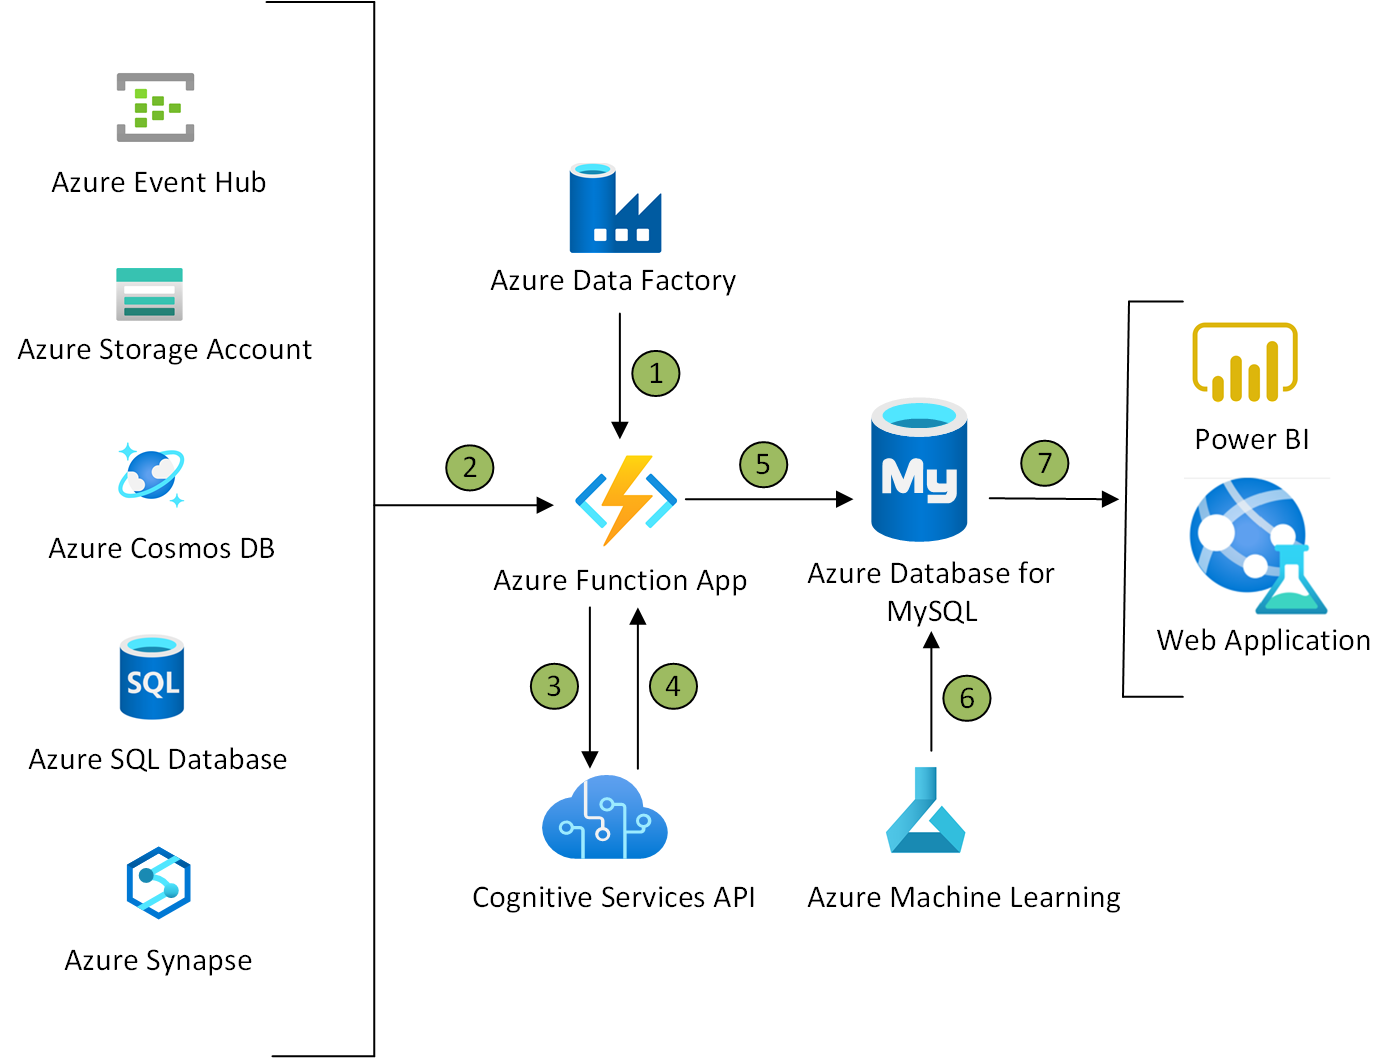 Azure Event Hub
Azure Storage Account
Azure Cosmos DB
SQL
Azure SQL Database
Azure Synapse
Azure Data Factory
1
2
Azure Function App
3
4
Cognitive Services API
5
My
Azure Database for
MySQL
6
Azure Machine Learning
7
Power BI
Web Application